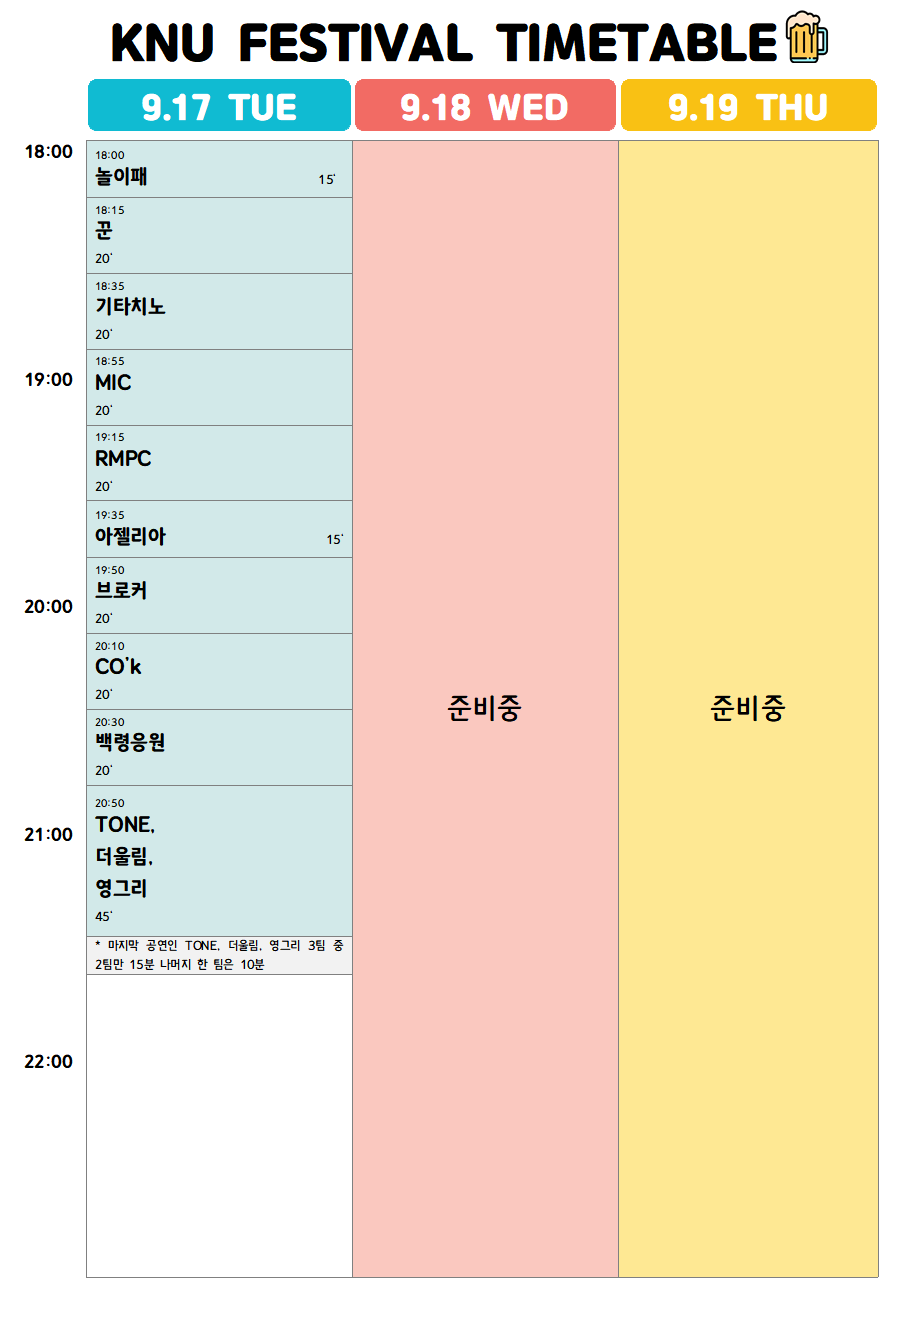 KNU FESTIVAL TIMETABLE
9.17 TUE
9.18 WED
9.19 THU
18:00
18:00
놀이패 15'
18:15
꾼
20'
18:35
기타치노
20'
19:00
18:55
MIC
20'
19:15
RMPC
20'
19:35
아젤리아 15'
20:00
19:50
브로커
20'
20:10
CO'k
20'
20:30
백령응원
20'
21:00
20:50
TONE,
더울림,
영그리
45'
* 마지막 공연인 TONE, 더울림, 영그리 3팀 중
2팀만 15분 나머지 한 팀은 10분
22:00
준비중
준비중